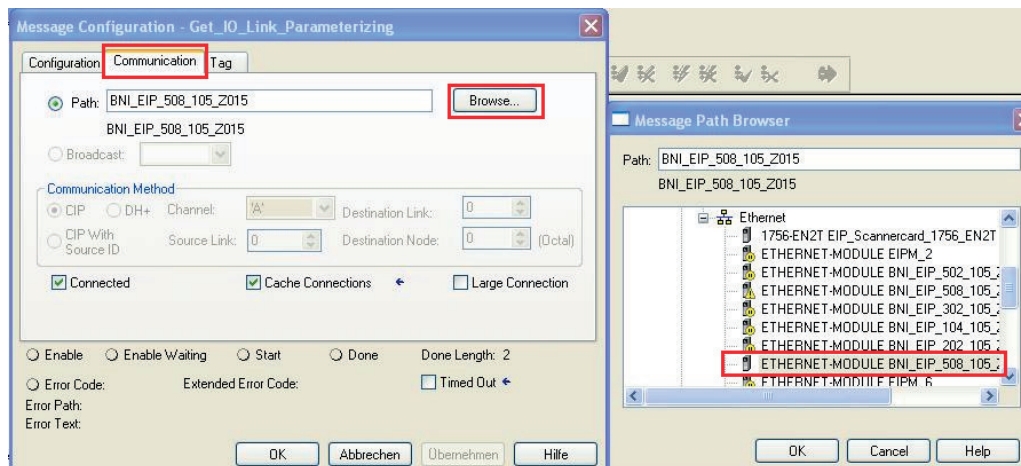 Message Configuration - Get_IO_Link_Parameterizing
Configuration Communication Tag
Path: BNI_EIP_508_105_Z015 Browse...
BNI_EIP_508_105_Z015
Broadcast:
Communication Method
CIP DH+ Channel: 'A' Destination Link: 0
CIP With Source ID Source Link: 0 Destination Node: 0 (Octal)
Connected Cache Connections Large Connection
Enable Enable Waiting Start Done Done Length: 2
Error Code: Extended Error Code: Timed Out
Error Path:
Error Text:
OK Abbrechen Übernehmen Hilfe
Message Path Browser
Path: BNI_EIP_508_105_Z015
BNI_EIP_508_105_Z015
Ethernet
1756-EN2T EIP_Scannercard_1756_EN2T
ETHERNET-MODULE EIPM_2
ETHERNET-MODULE BNI_EIP_502_105_
ETHERNET-MODULE BNI_EIP_508_105_
ETHERNET-MODULE BNI_EIP_302_105_
ETHERNET-MODULE BNI_EIP_104_105_
ETHERNET-MODULE BNI_EIP_202_105_
ETHERNET-MODULE BNI_EIP_508_105_
ETHERNET-MODULE EIPM_6
OK Cancel Help